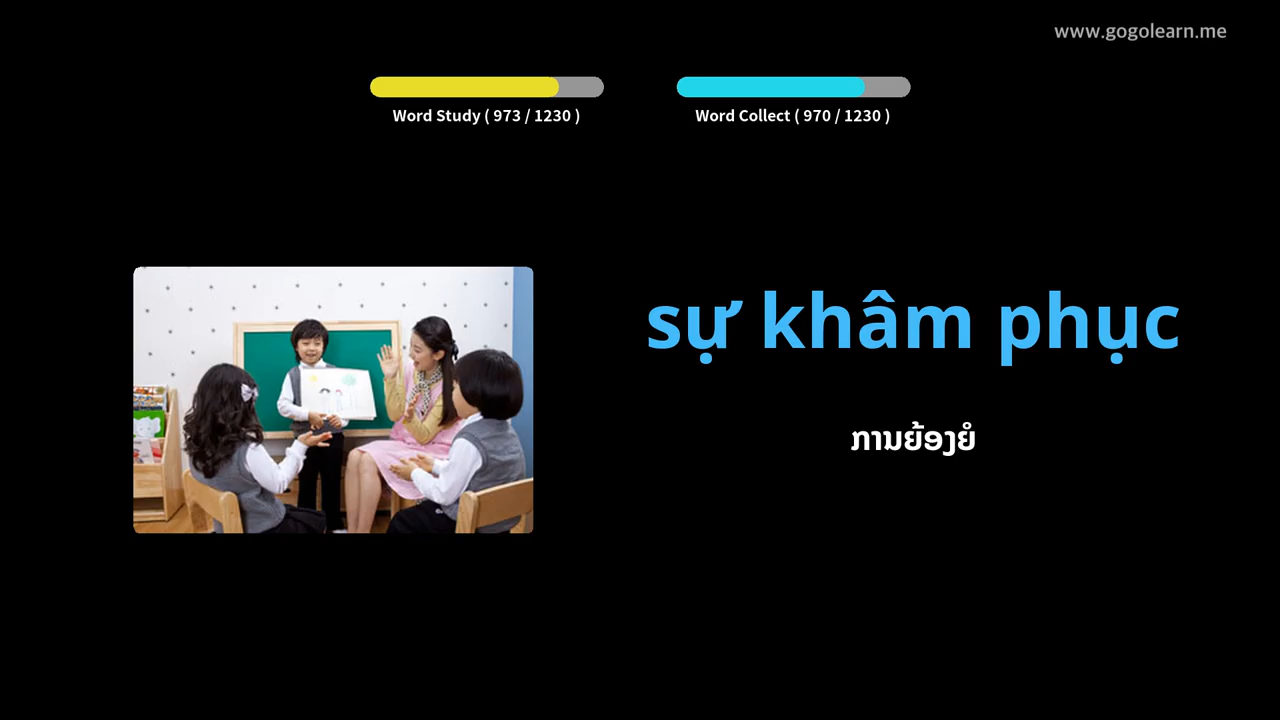 www.gogolearn.me
Word Study ( 973 / 1230 )
Word Collect ( 970 / 1230 )
sự khâm phục
ການຍ້ອງຍໍ